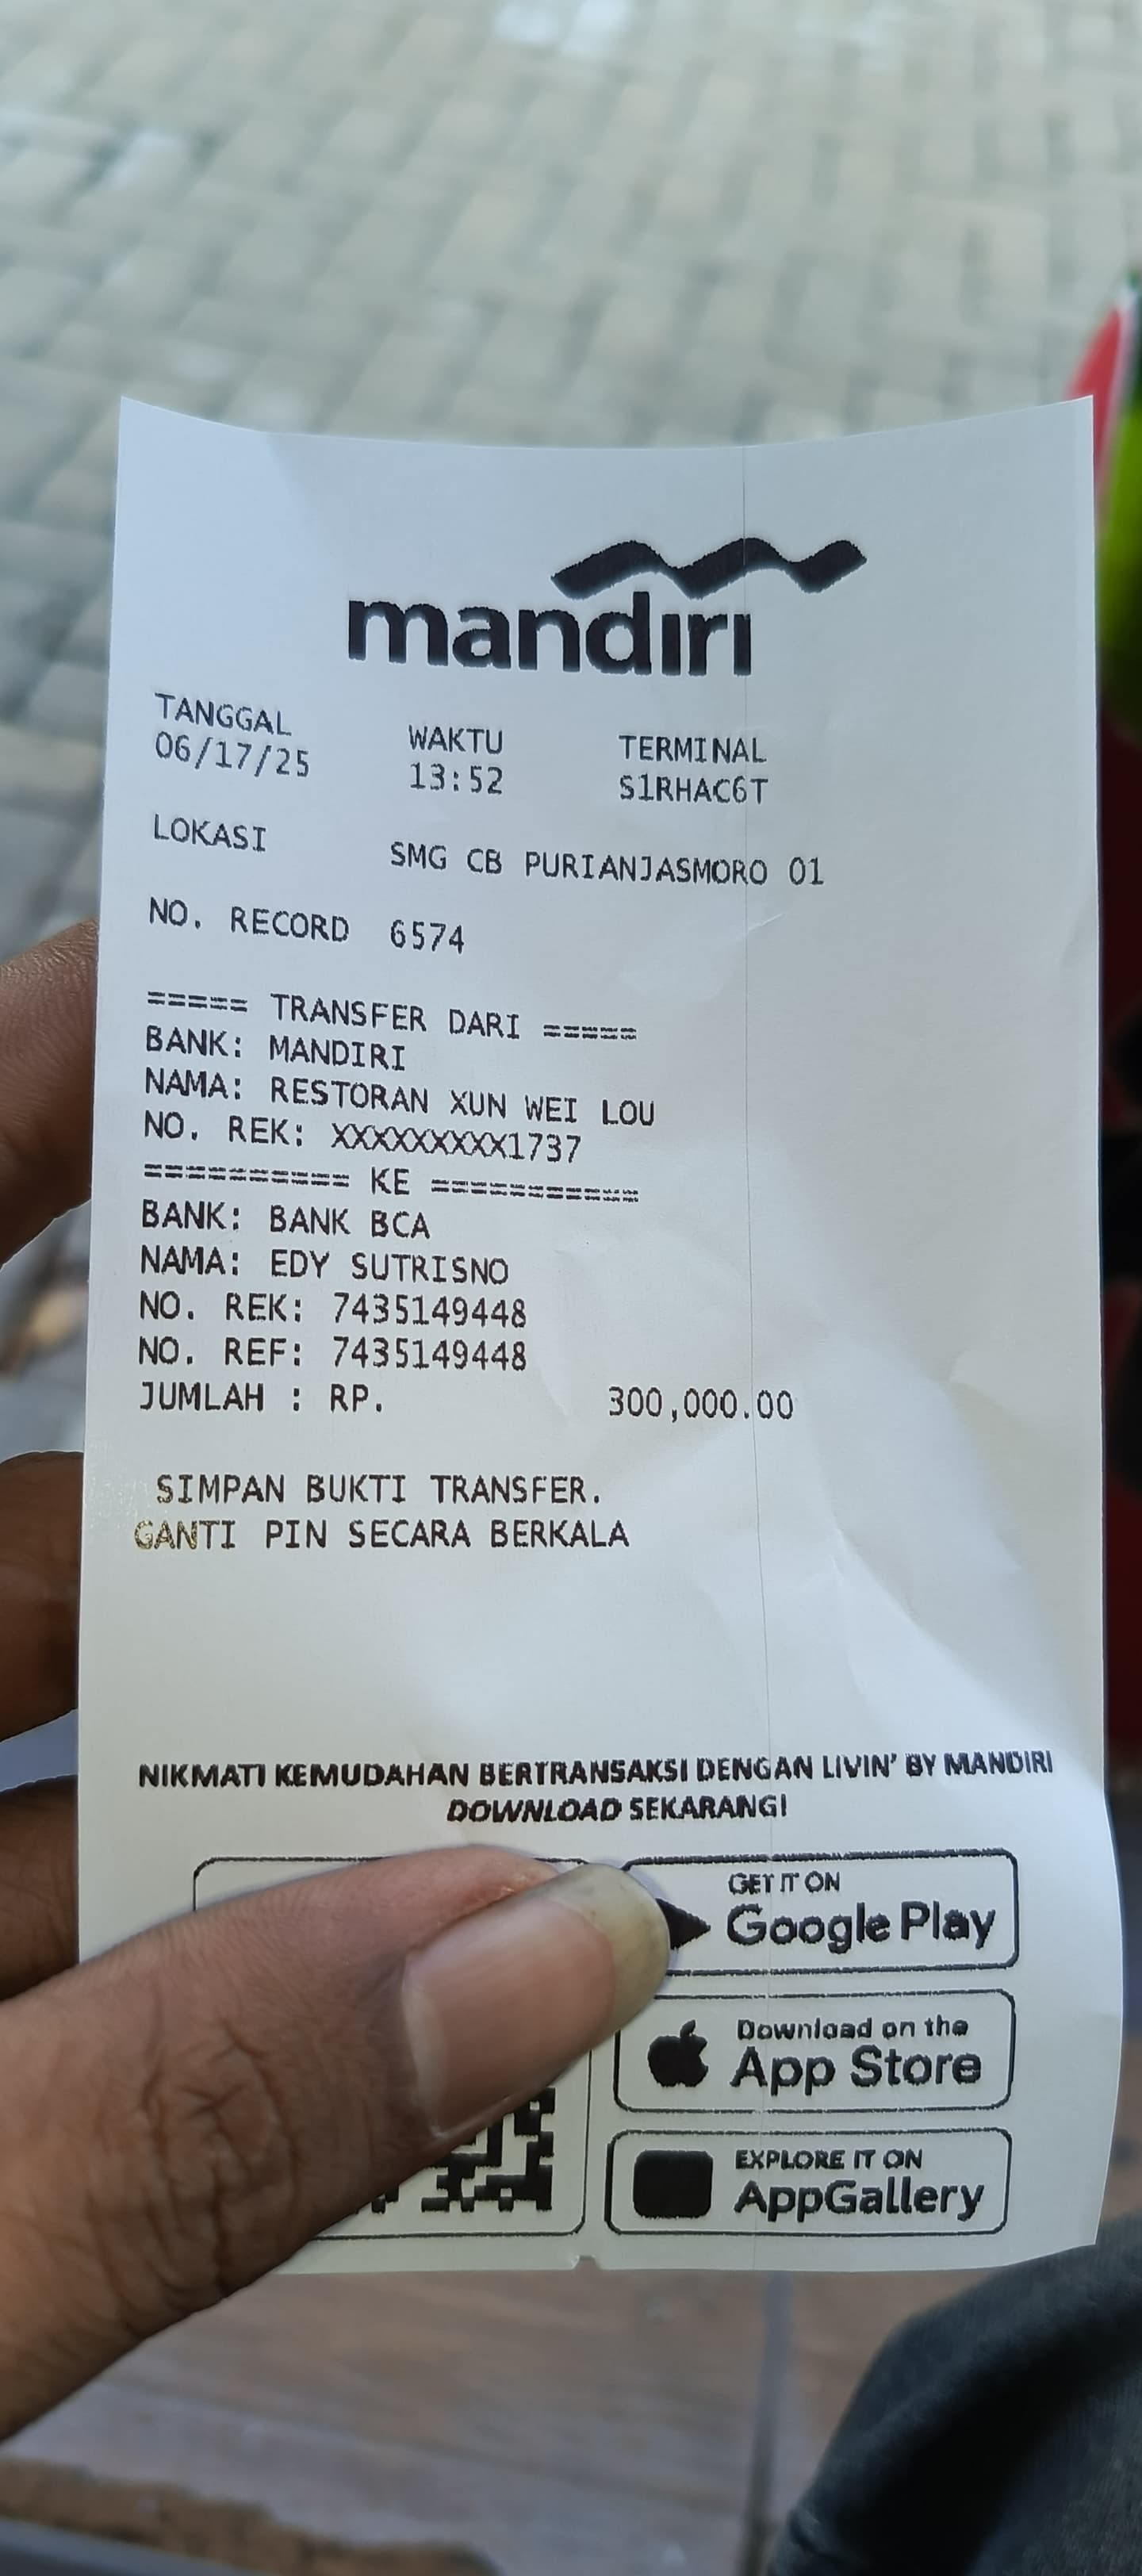 mandiri
TANGGAL WAKTU TERMINAL
06/17/25 13:52 S1RHAC6T
LOKASI SMG CB PURIANJASMORO 01
NO. RECORD 6574
===== TRANSFER DARI =====
BANK: MANDIRI
NAMA: RESTORAN XUN WEI LOU
NO. REK: XXXXXXXXX1737
========== KE ===========
BANK: BANK BCA
NAMA: EDY SUTRISNO
NO. REK: 7435149448
NO. REF: 7435149448
JUMLAH : RP. 300,000.00
SIMPAN BUKTI TRANSFER.
GANTI PIN SECARA BERKALA
NIKMATI KEMUDAHAN BERTRANSAKSI DENGAN LIVIN' BY MANDIRI
DOWNLOAD SEKARANG!
GET IT ON
Google Play
Download on the
App Store
EXPLORE IT ON
AppGallery